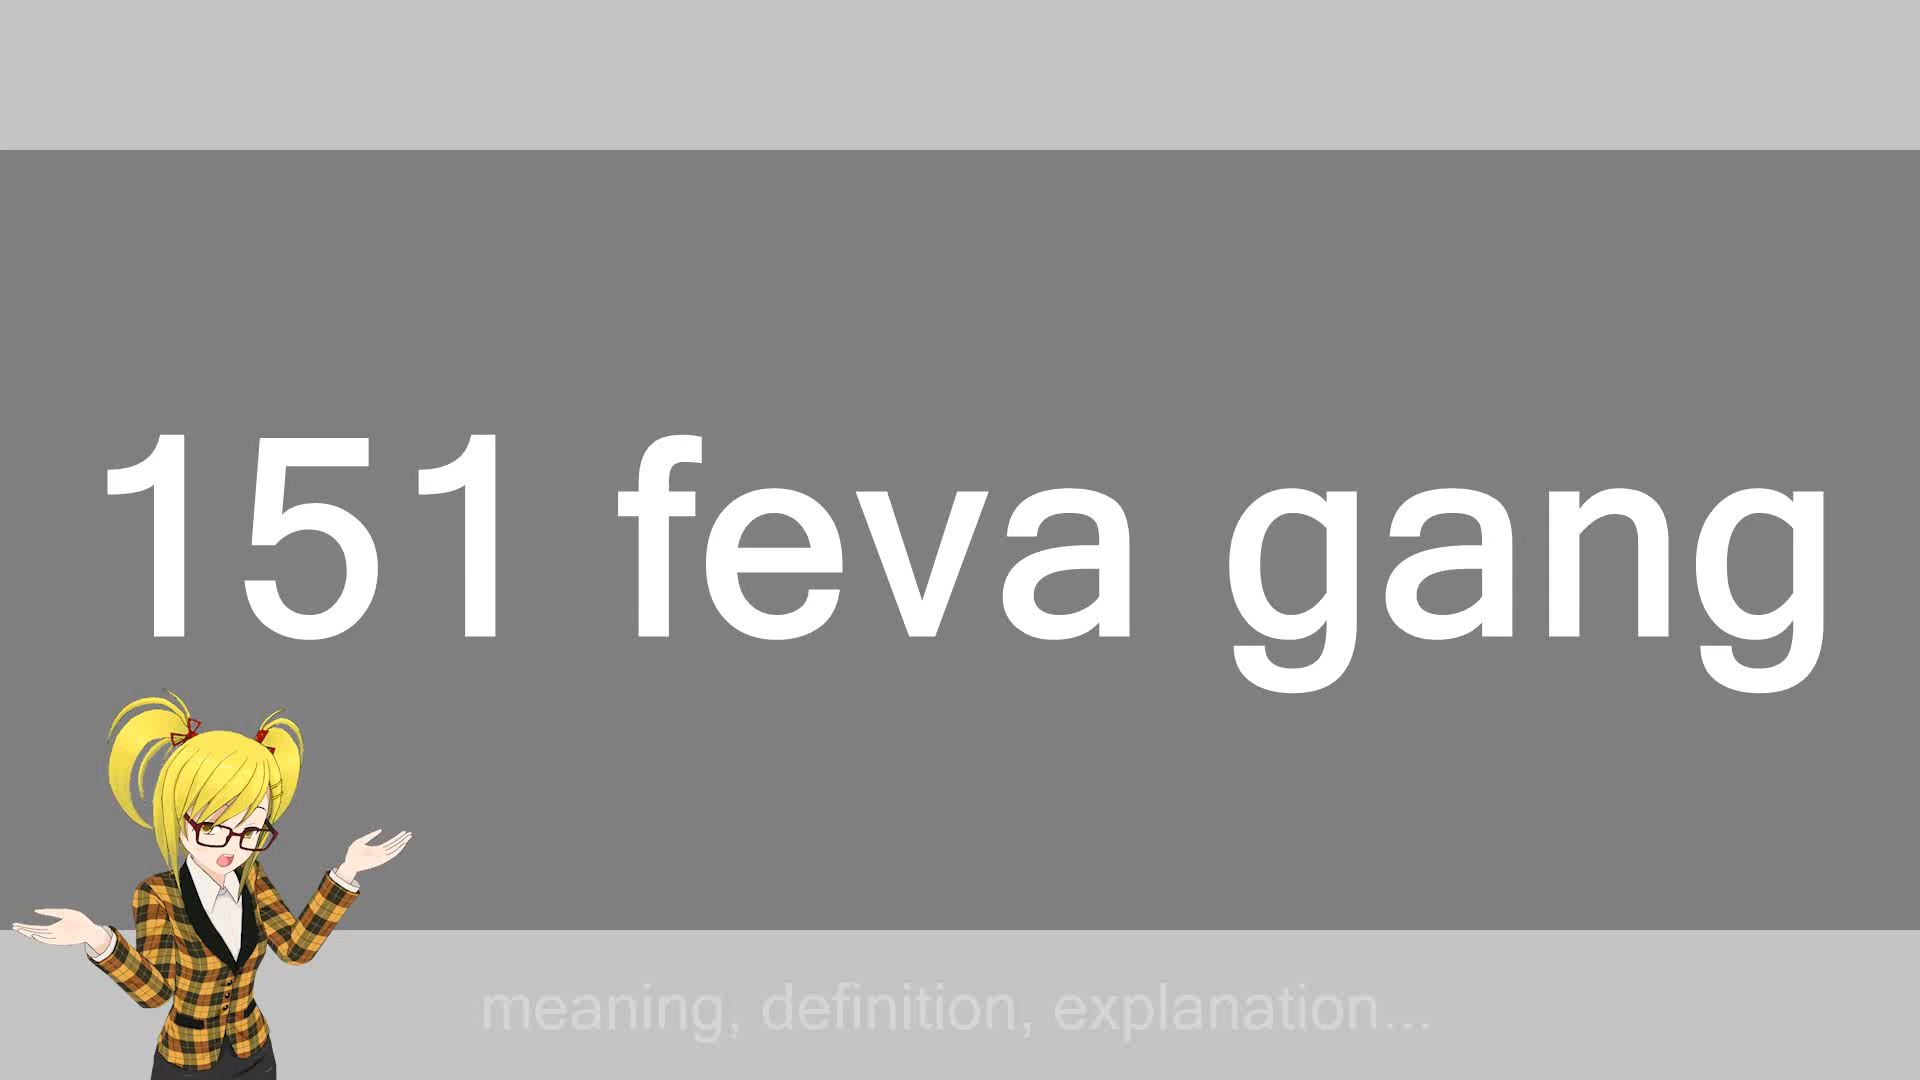 151 feva gang
meaning, definition, explanation...